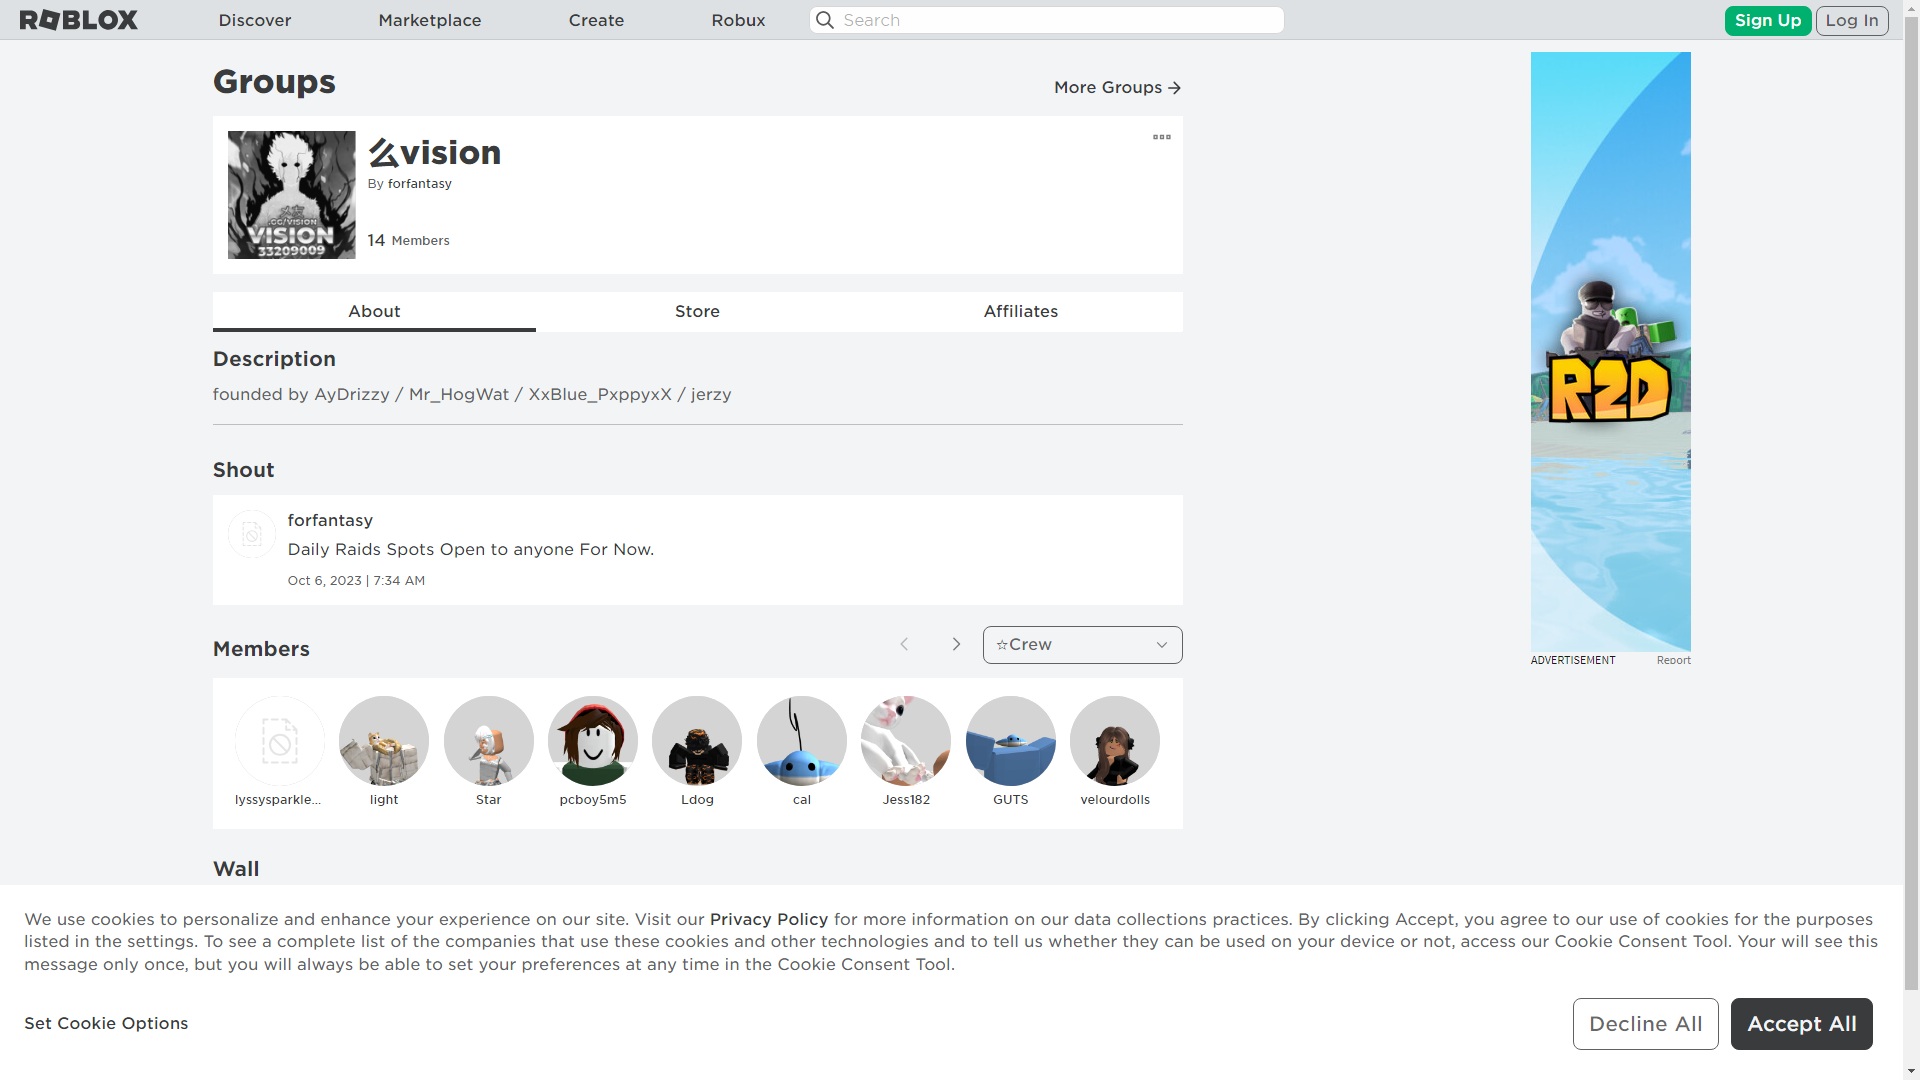 ROBLOX Discover Marketplace Create Robux Search Sign Up Log In
Groups
More Groups
么vision
By forfantasy
14 Members
.GG/VISION
VISION
33209009
About Store Affiliates
Description
founded by AyDrizzy / Mr_HogWat / XxBlue_PxppyxX / jerzy
Shout
forfantasy
Daily Raids Spots Open to anyone For Now.
Oct 6, 2023 | 7:34 AM
Members
☆Crew
lyssysparkle... light Star pcboy5m5 Ldog cal Jess182 GUTS velourdolls
Wall
R2D
ADVERTISEMENT Report
We use cookies to personalize and enhance your experience on our site. Visit our Privacy Policy for more information on our data collections practices. By clicking Accept, you agree to our use of cookies for the purposes
listed in the settings. To see a complete list of the companies that use these cookies and other technologies and to tell us whether they can be used on your device or not, access our Cookie Consent Tool. Your will see this
message only once, but you will always be able to set your preferences at any time in the Cookie Consent Tool.
Set Cookie Options
Decline All
Accept All